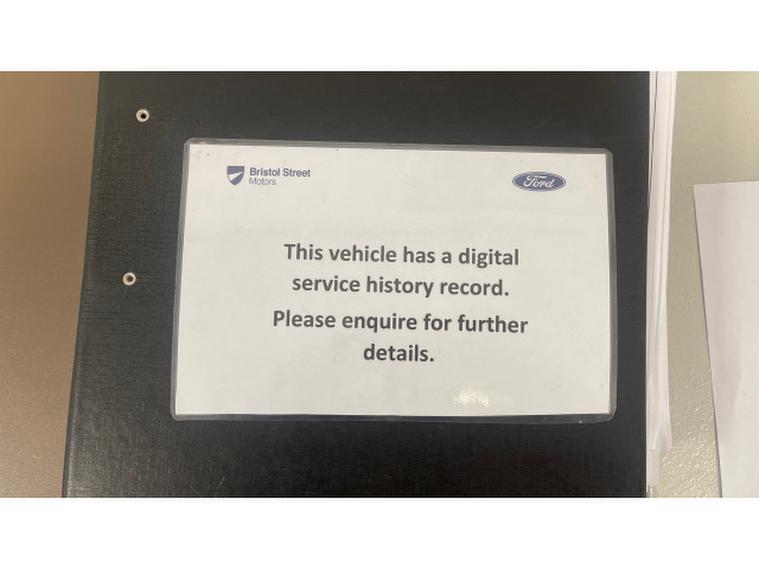 Bristol Street
Motors
Ford
This vehicle has a digital
service history record.
Please enquire for further
details.